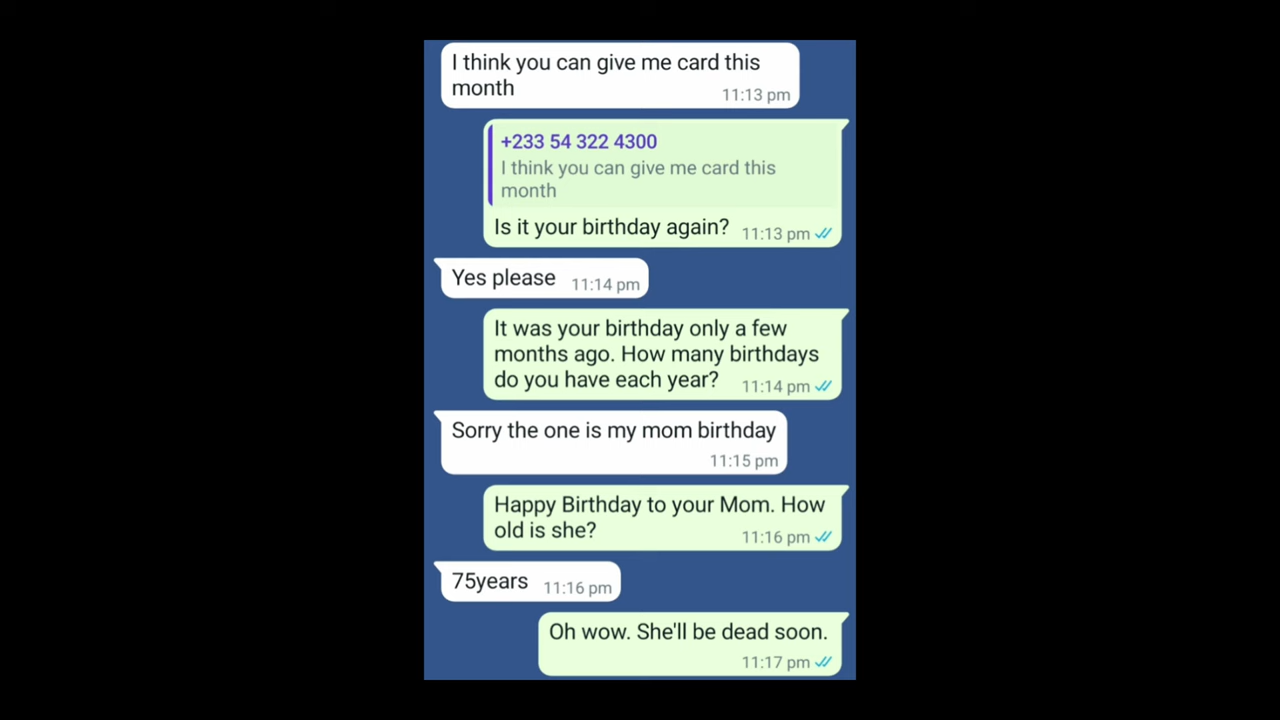 I think you can give me card this
month
11:13 pm
+233 54 322 4300
I think you can give me card this
month
Is it your birthday again? 11:13 pm
Yes please 11:14 pm
It was your birthday only a few
months ago. How many birthdays
do you have each year? 11:14 pm
Sorry the one is my mom birthday
11:15 pm
Happy Birthday to your Mom. How
old is she? 11:16 pm
75years 11:16 pm
Oh wow. She'll be dead soon.
11:17 pm